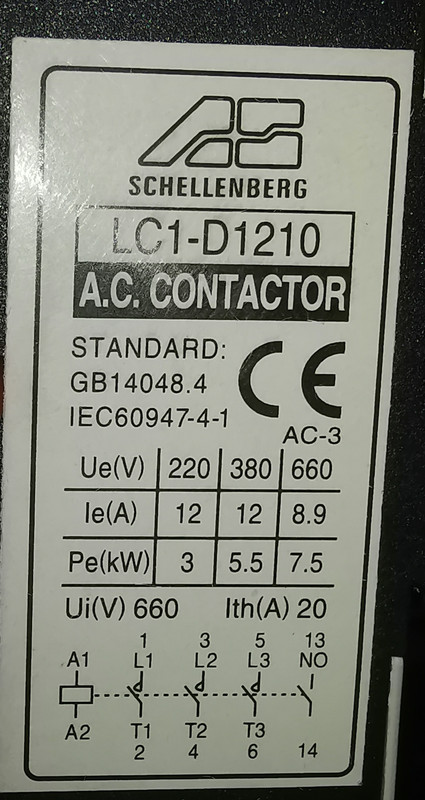 AS
SCHELLENBERG
LC1-D1210
A.C. CONTACTOR
STANDARD:
GB14048.4
IEC60947-4-1
CE
AC-3
Ue(V) 220 380 660
Ie(A) 12 12 8.9
Pe(kW) 3 5.5 7.5
Ui(V) 660 Ith(A) 20
1 3 5 13
A1 L1 L2 L3 NO
A2 T1 T2 T3
2 4 6 14